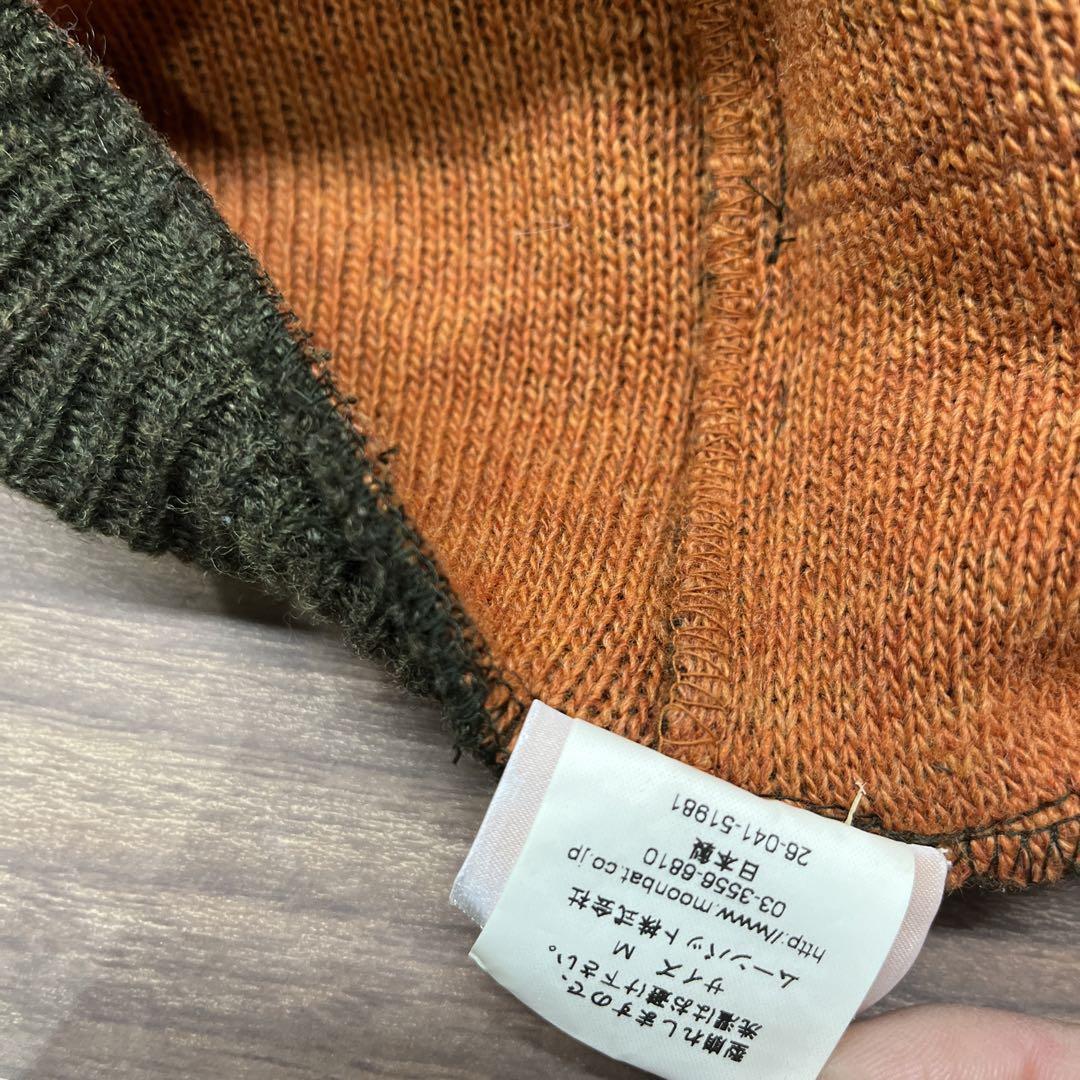 型崩れしますので、
洗濯はお避け下さい。
サイズ M
ムーンバット株式会社
http://www.moonbat.co.jp
03-3556-6810
日本製
26-041-51981